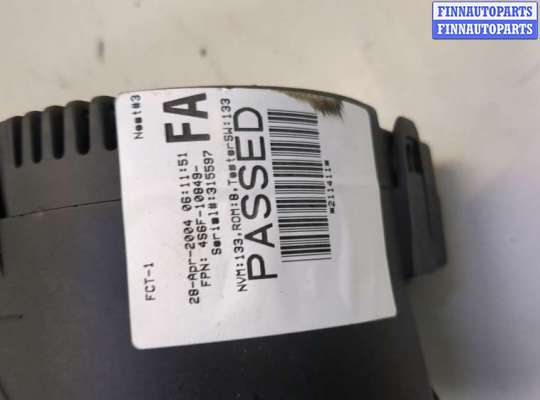 FINNAUTOPARTS
FINNAUTOPARTS
Nest#3
FCT-1
28-Apr-2004 06:11:51
FPN: 4S6F-10849-
FA
Serial#:315597
NVM:133,ROM:8,TesterSW:133
PASSED
*211411*